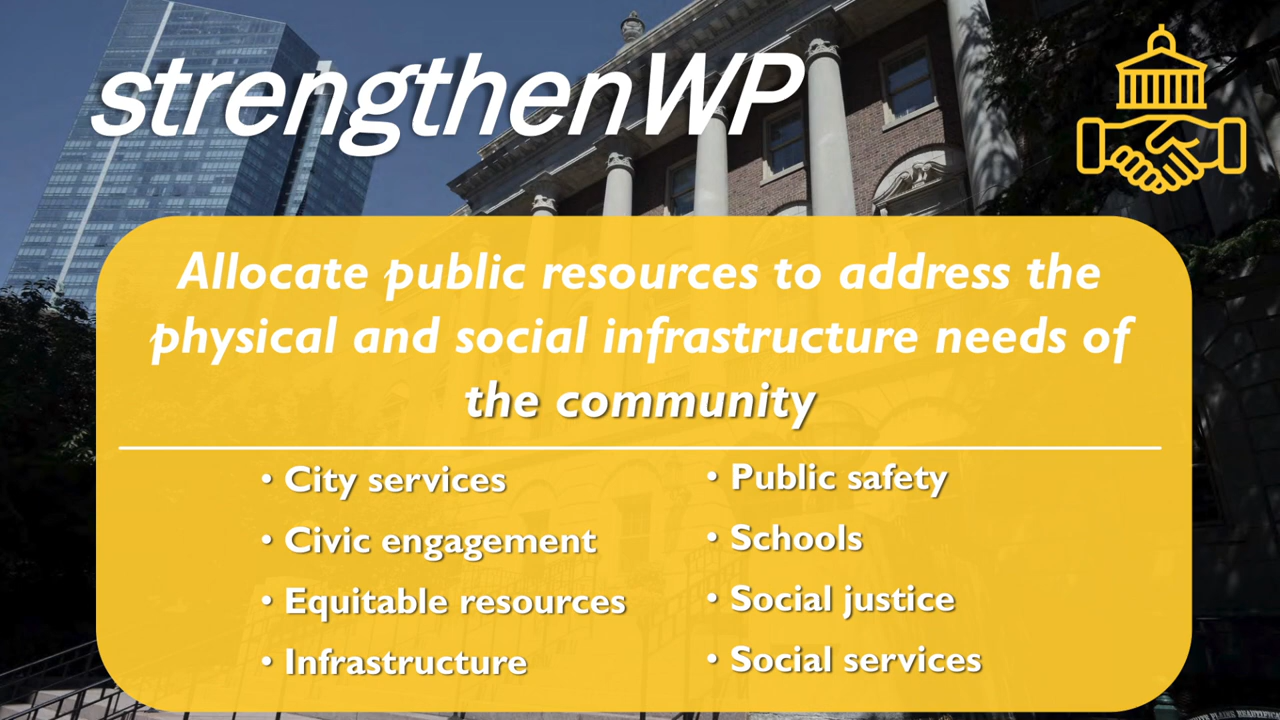 strengthenWP
Allocate public resources to address the
physical and social infrastructure needs of
the community
• City services
• Civic engagement
• Equitable resources
• Infrastructure
• Public safety
• Schools
• Social justice
• Social services